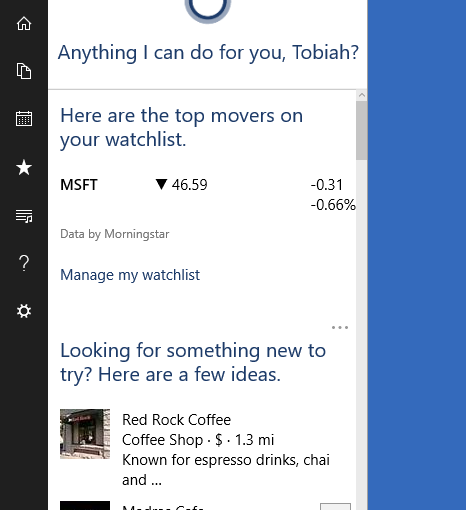 Anything I can do for you, Tobiah?
Here are the top movers on
your watchlist.
MSFT ▼ 46.59 -0.31
-0.66%
Data by Morningstar
Manage my watchlist
Looking for something new to
try? Here are a few ideas.
Red Rock Coffee
Coffee Shop · $ · 1.3 mi
Known for espresso drinks, chai
and ...